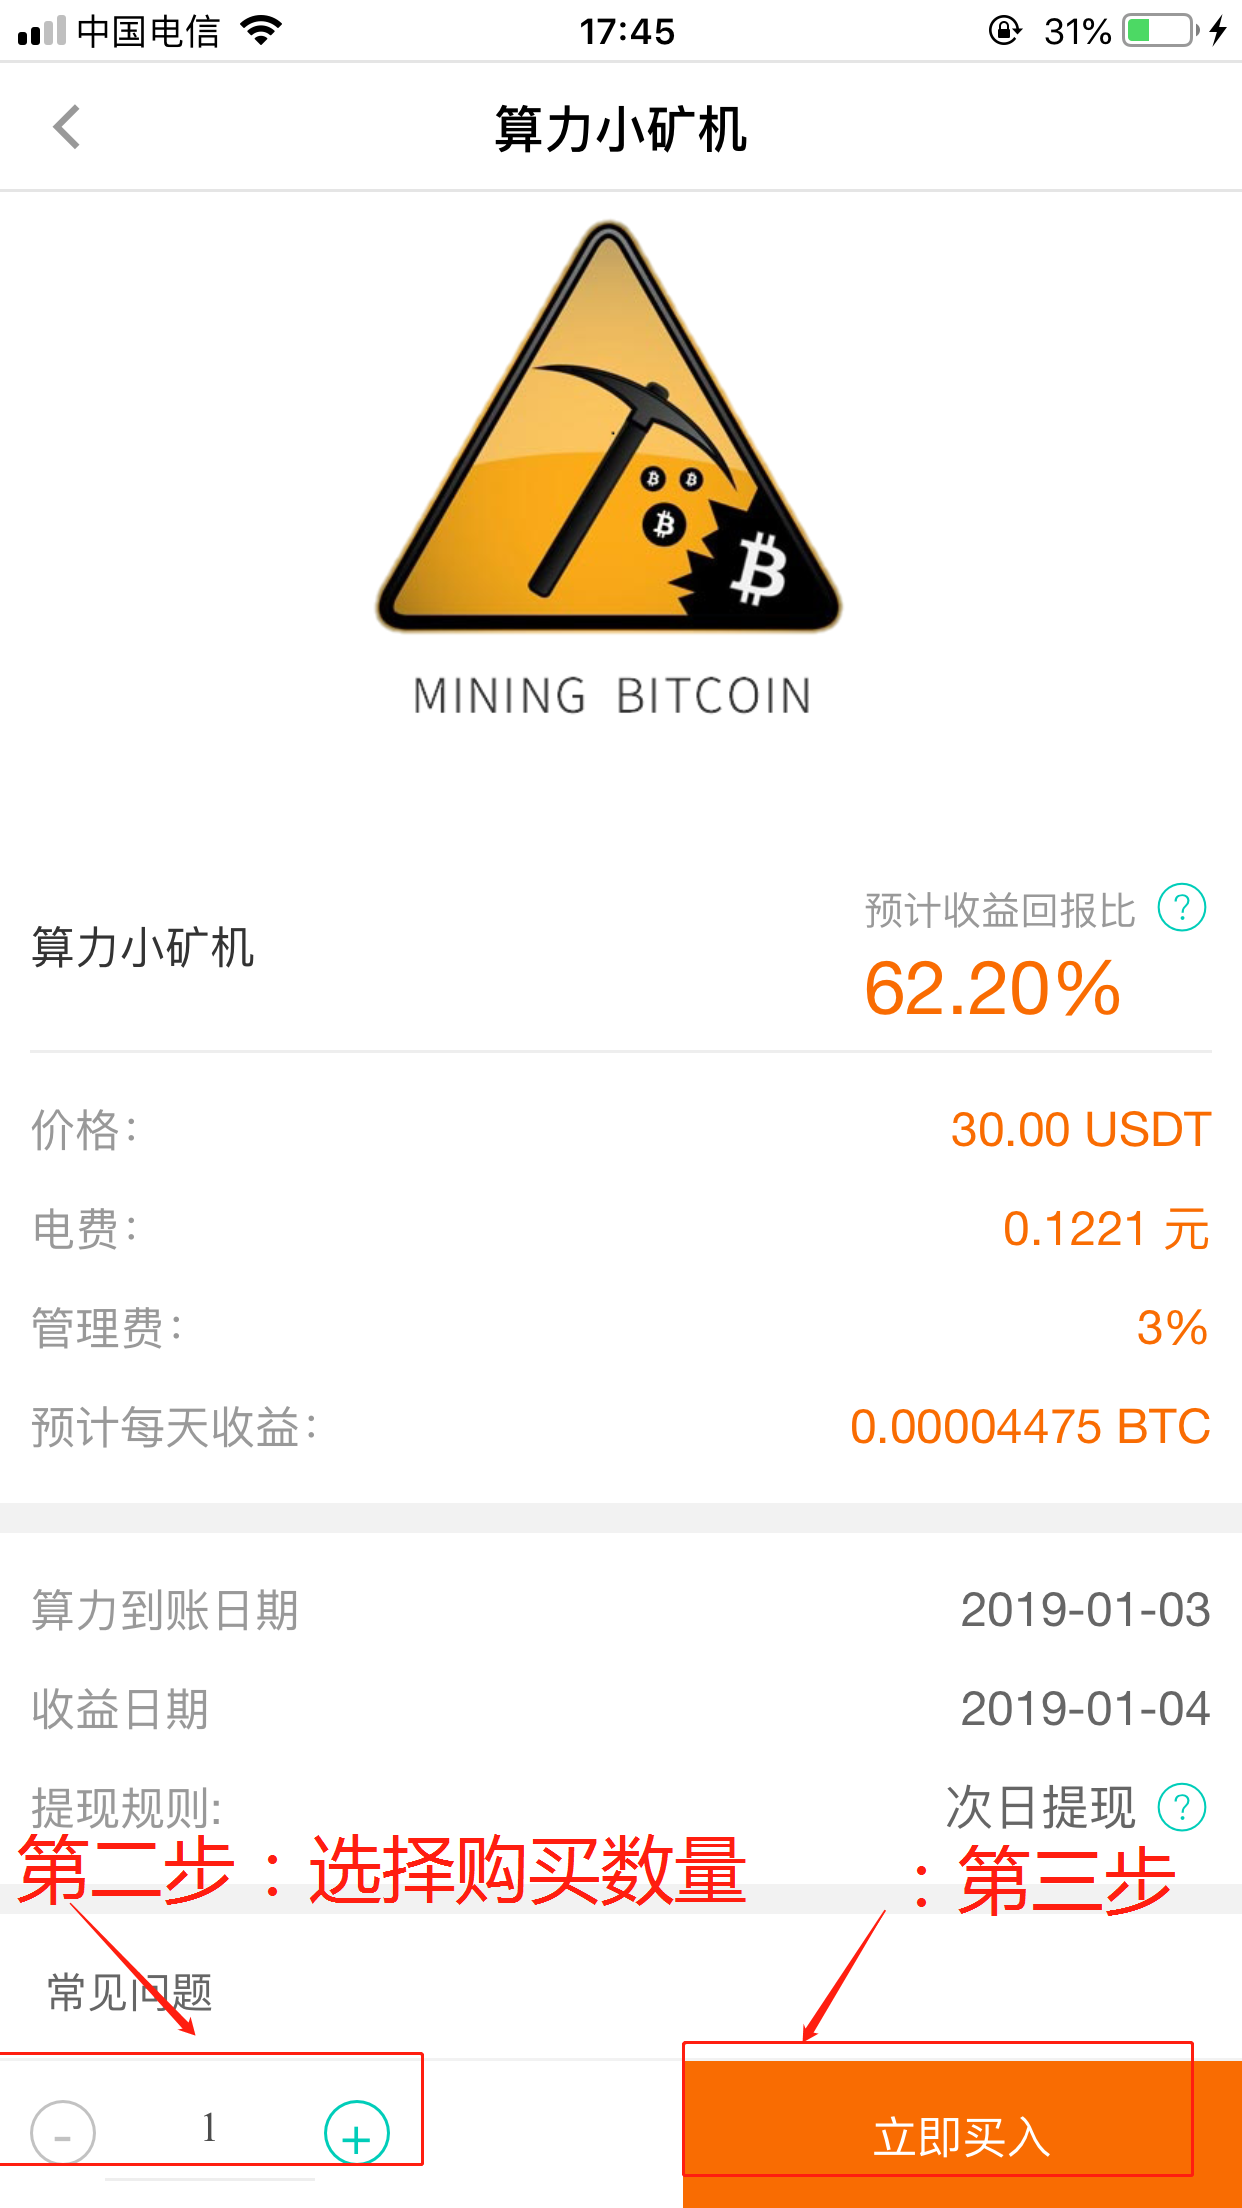 中国电信
17:45
31%
算力小矿机
MINING BITCOIN
算力小矿机
预计收益回报比 ?
62.20%
价格: 30.00 USDT
电费: 0.1221 元
管理费: 3%
预计每天收益: 0.00004475 BTC
算力到账日期 2019-01-03
收益日期 2019-01-04
提现规则: 次日提现 ?
第二步：选择购买数量 ：第三步
常见问题
- 1 +
立即买入